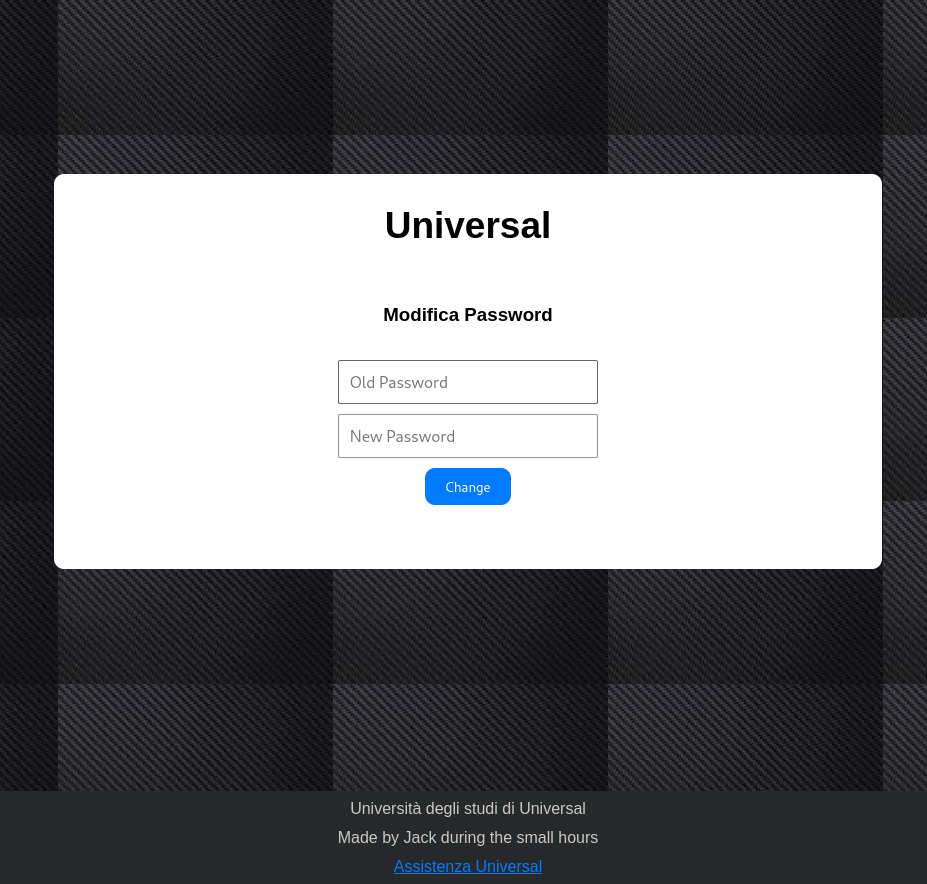 Universal
Modifica Password
Old Password
New Password
Change
Università degli studi di Universal
Made by Jack during the small hours
Assistenza Universal